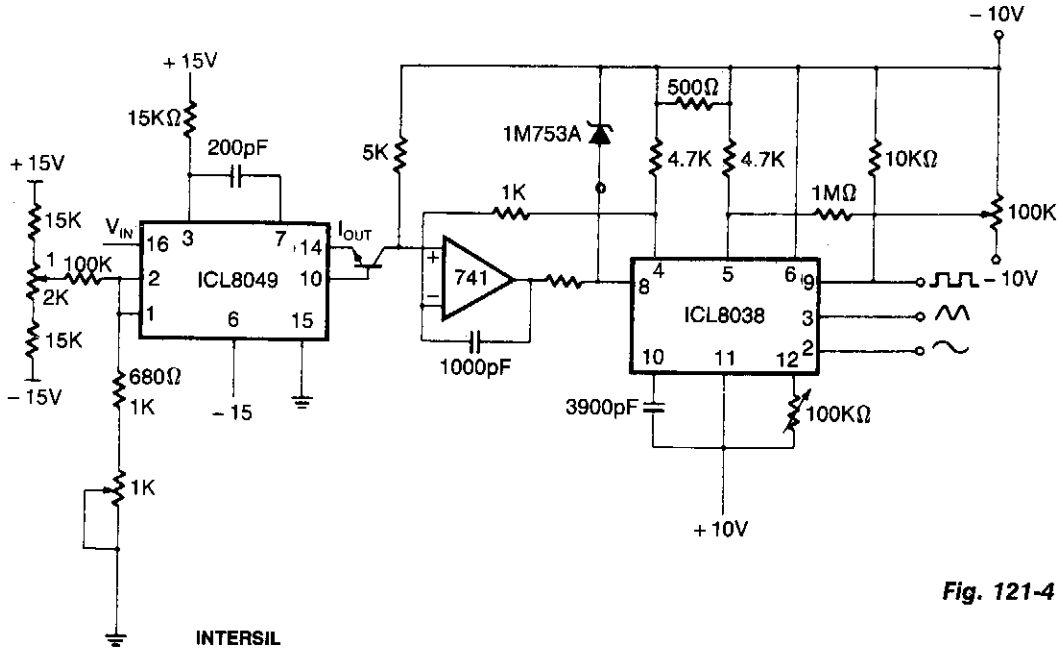 - 10V
+ 15V
500Ω
15KΩ
1M753A
200pF
5K
4.7K
4.7K
10KΩ
+ 15V
1K
1MΩ
100K
15K
VIN
IOUT
3
7
16
14
1
100K
2
ICL8049
10
+
741
−
4
5
6
- 10V
2K
1
8
9
ICL8038
3
15K
6
15
2
10
11
12
- 15V
680Ω
1000pF
1K
- 15
3900pF
100KΩ
1K
+ 10V
Fig. 121-4
INTERSIL